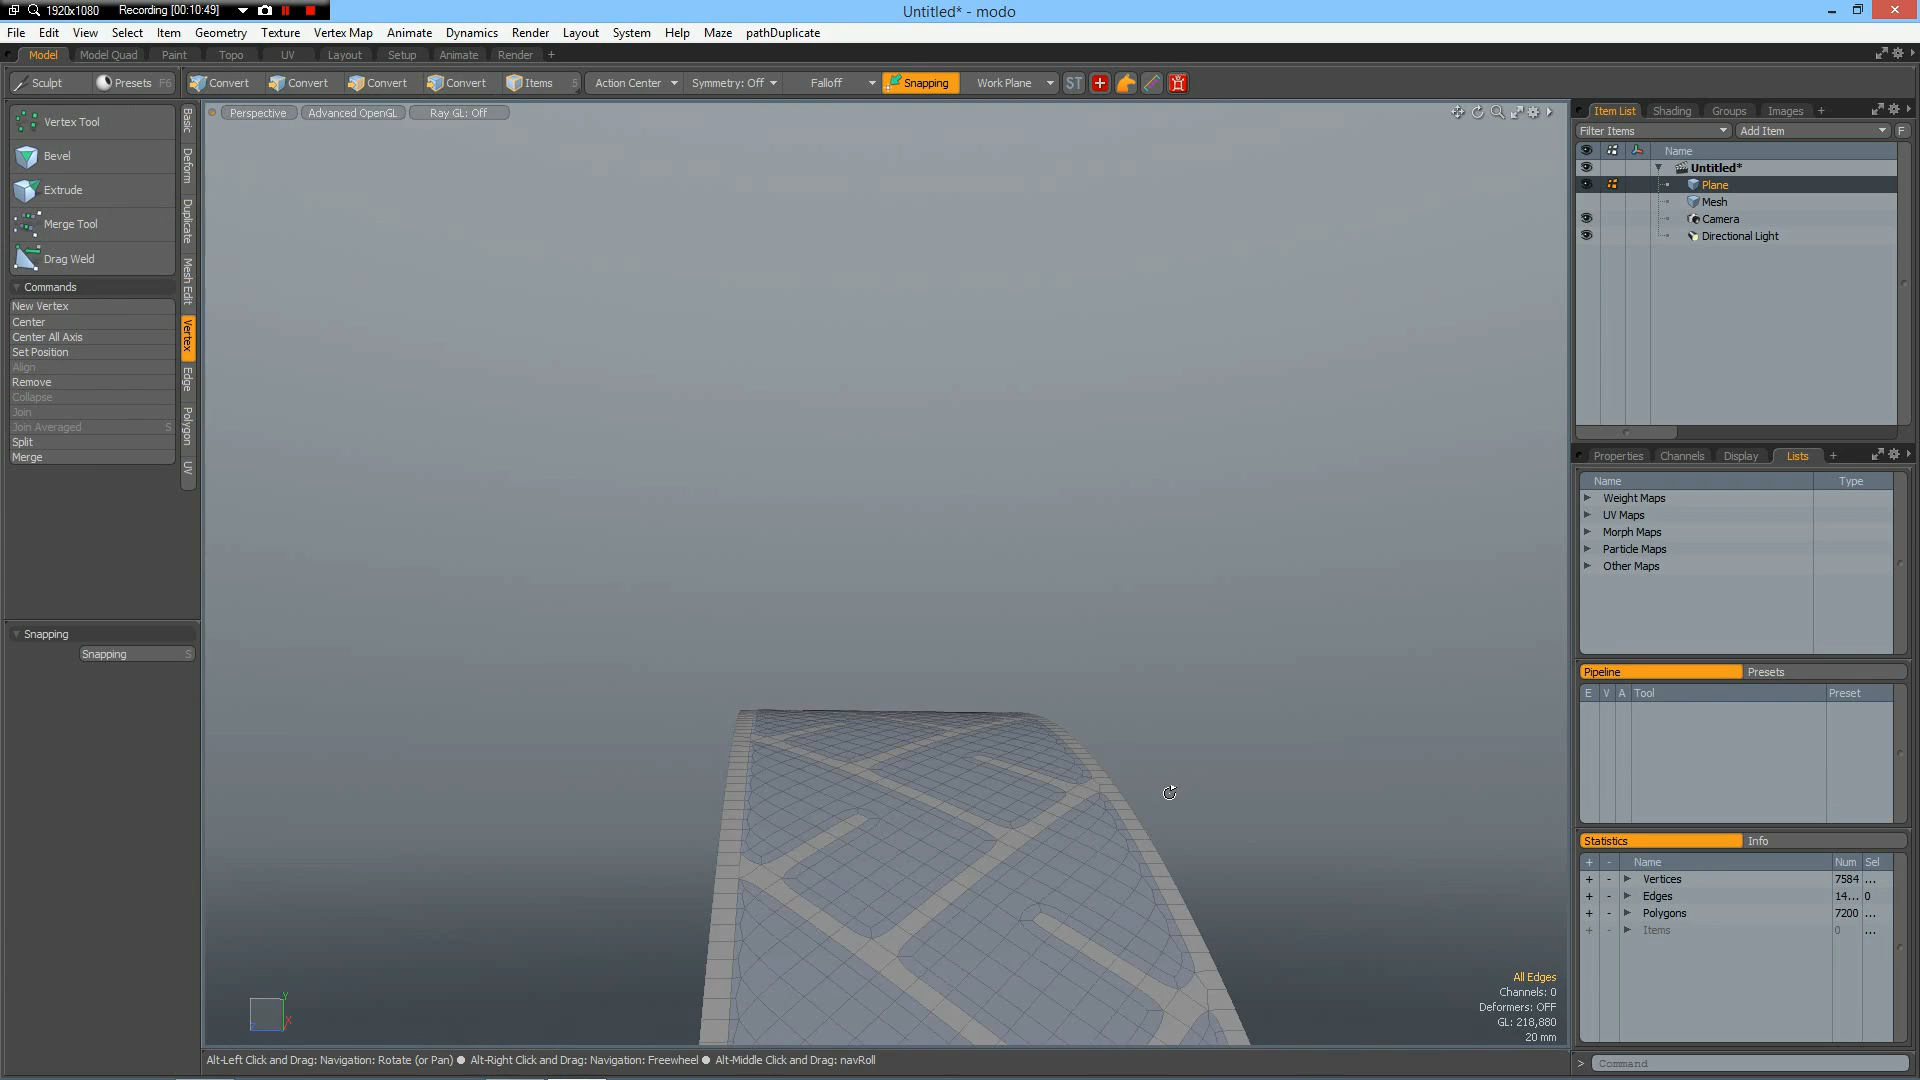 1920x1080 Recording [00:10:49]
Untitled* - modo
File Edit View Select Item Geometry Texture Vertex Map Animate Dynamics Render Layout System Help Maze pathDuplicate
Model Model Quad Paint Topo UV Layout Setup Animate Render +
Sculpt Presets F6 Convert Convert Convert Convert Items 5 Action Center Symmetry: Off Falloff Snapping Work Plane ST
Perspective Advanced OpenGL Ray GL: Off
Vertex Tool
Bevel
Extrude
Merge Tool
Drag Weld
Commands
New Vertex
Center
Center All Axis
Set Position
Align
Remove
Collapse
Join
Join Averaged S
Split
Merge
Basic
Deform
Duplicate
Mesh Edit
Vertex
Edge
Polygon
UV
Snapping
Snapping S
Item List Shading Groups Images +
Filter Items Add Item F
Name
Untitled*
Plane
Mesh
Camera
Directional Light
Properties Channels Display Lists +
Name Type
Weight Maps
UV Maps
Morph Maps
Particle Maps
Other Maps
Pipeline Presets
E V A Tool Preset
Statistics Info
+ - Name Num Sel
+ - Vertices 7584 ...
+ - Edges 14... 0
+ - Polygons 7200 ...
+ - Items 0 ...
All Edges
Channels: 0
Deformers: OFF
GL: 218,880
20 mm
Y
X
Z
Alt-Left Click and Drag: Navigation: Rotate (or Pan) ● Alt-Right Click and Drag: Navigation: Freewheel ● Alt-Middle Click and Drag: navRoll
> Command